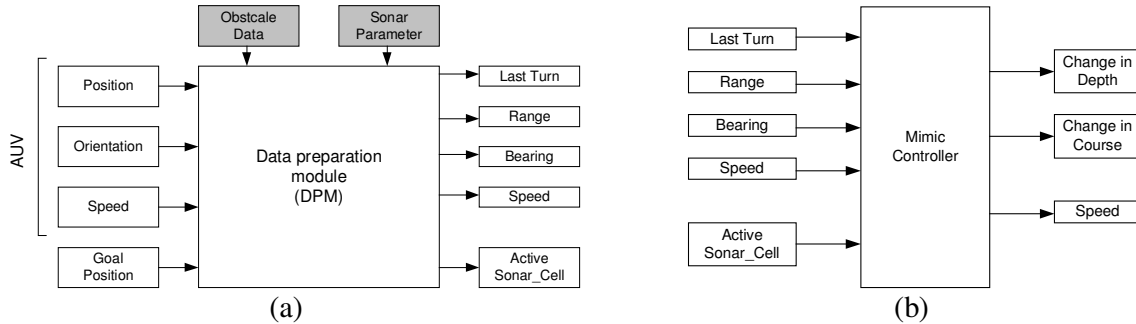 Obstcale
Data
Sonar
Parameter
AUV
Position
Orientation
Speed
Goal
Position
Data preparation
module
(DPM)
Last Turn
Range
Bearing
Speed
Active
Sonar_Cell
(a)
Last Turn
Range
Bearing
Speed
Active
Sonar_Cell
Mimic
Controller
Change in
Depth
Change in
Course
Speed
(b)